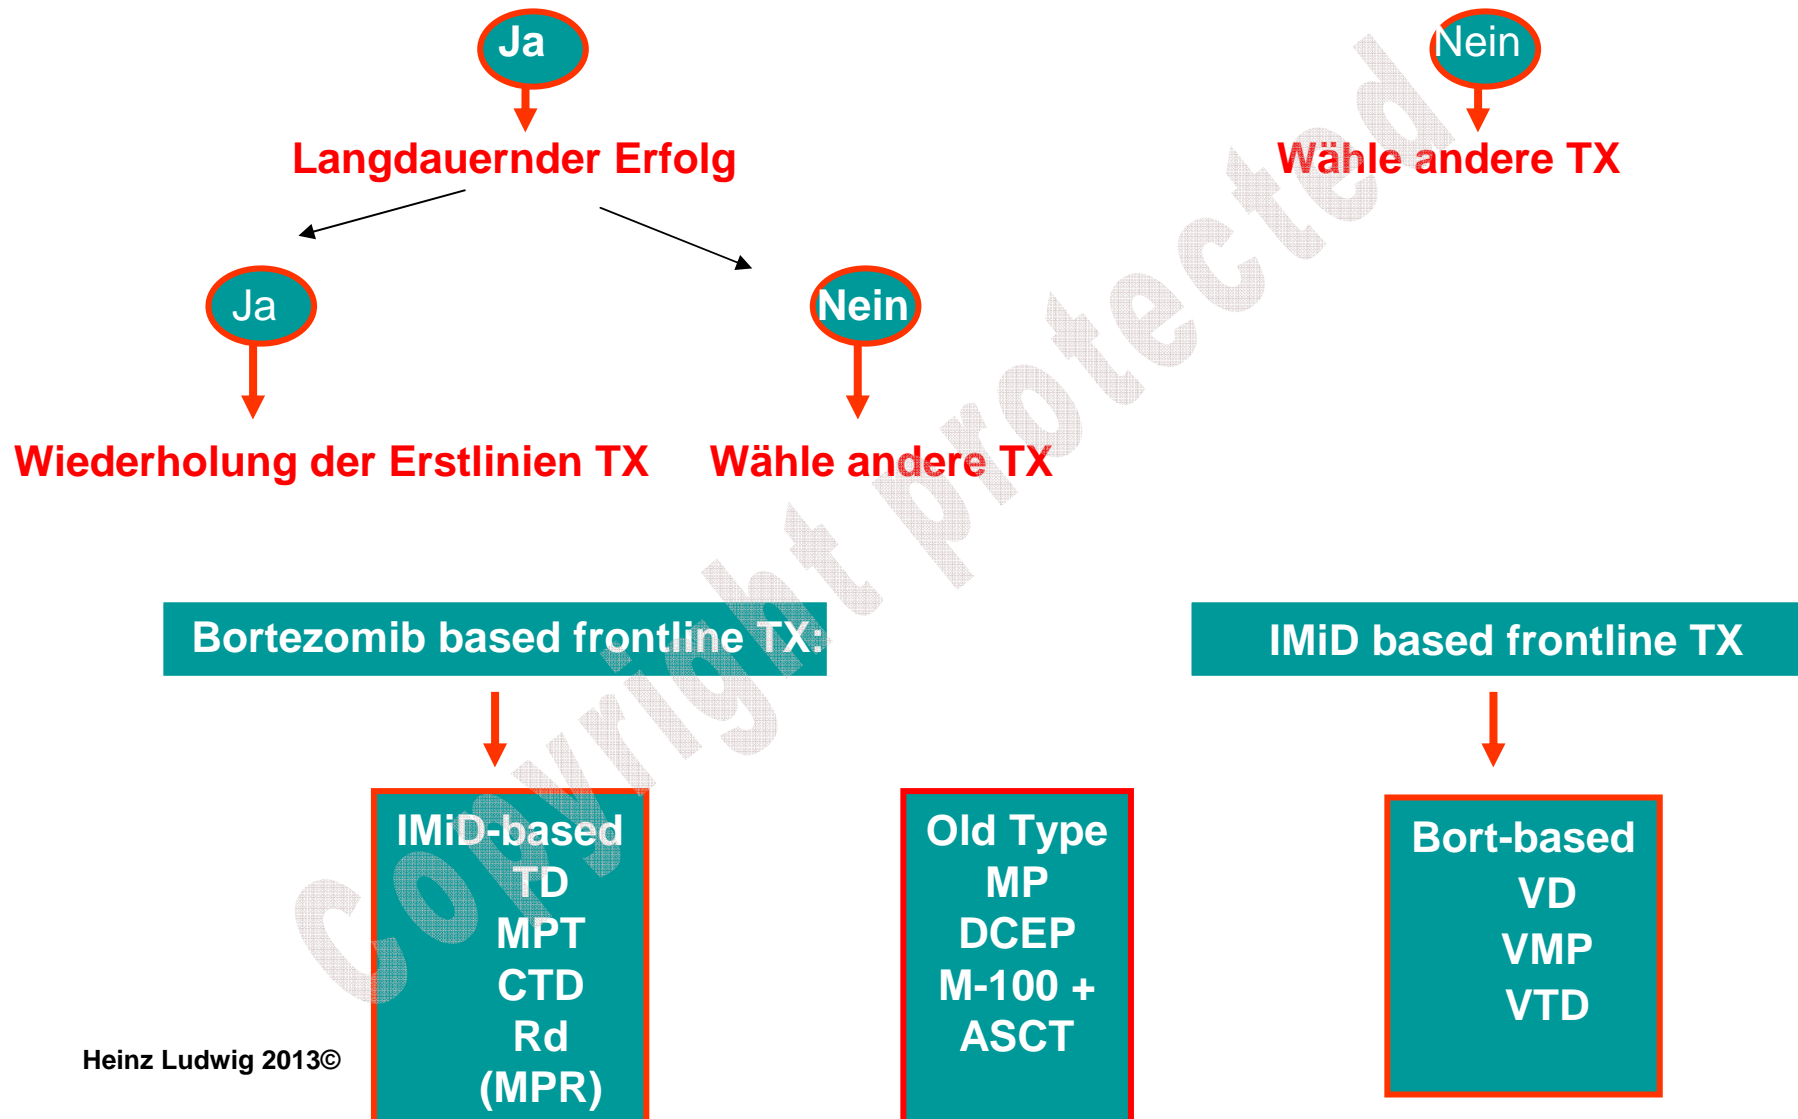 Ja
Nein
Langdauernder Erfolg
Wähle andere TX
Ja
Nein
Wiederholung der Erstlinien TX
Wähle andere TX
Bortezomib based frontline TX:
IMiD based frontline TX
IMiD-based
TD
MPT
CTD
Rd
(MPR)
Old Type
MP
DCEP
M-100 +
ASCT
Bort-based
VD
VMP
VTD
Heinz Ludwig 2013©
Copyright protected